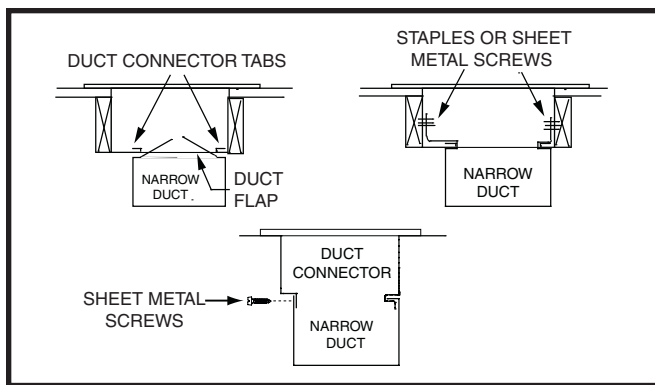 DUCT CONNECTOR TABS
NARROW
DUCT
DUCT
FLAP
STAPLES OR SHEET
METAL SCREWS
NARROW
DUCT
DUCT
CONNECTOR
SHEET METAL
SCREWS
NARROW
DUCT